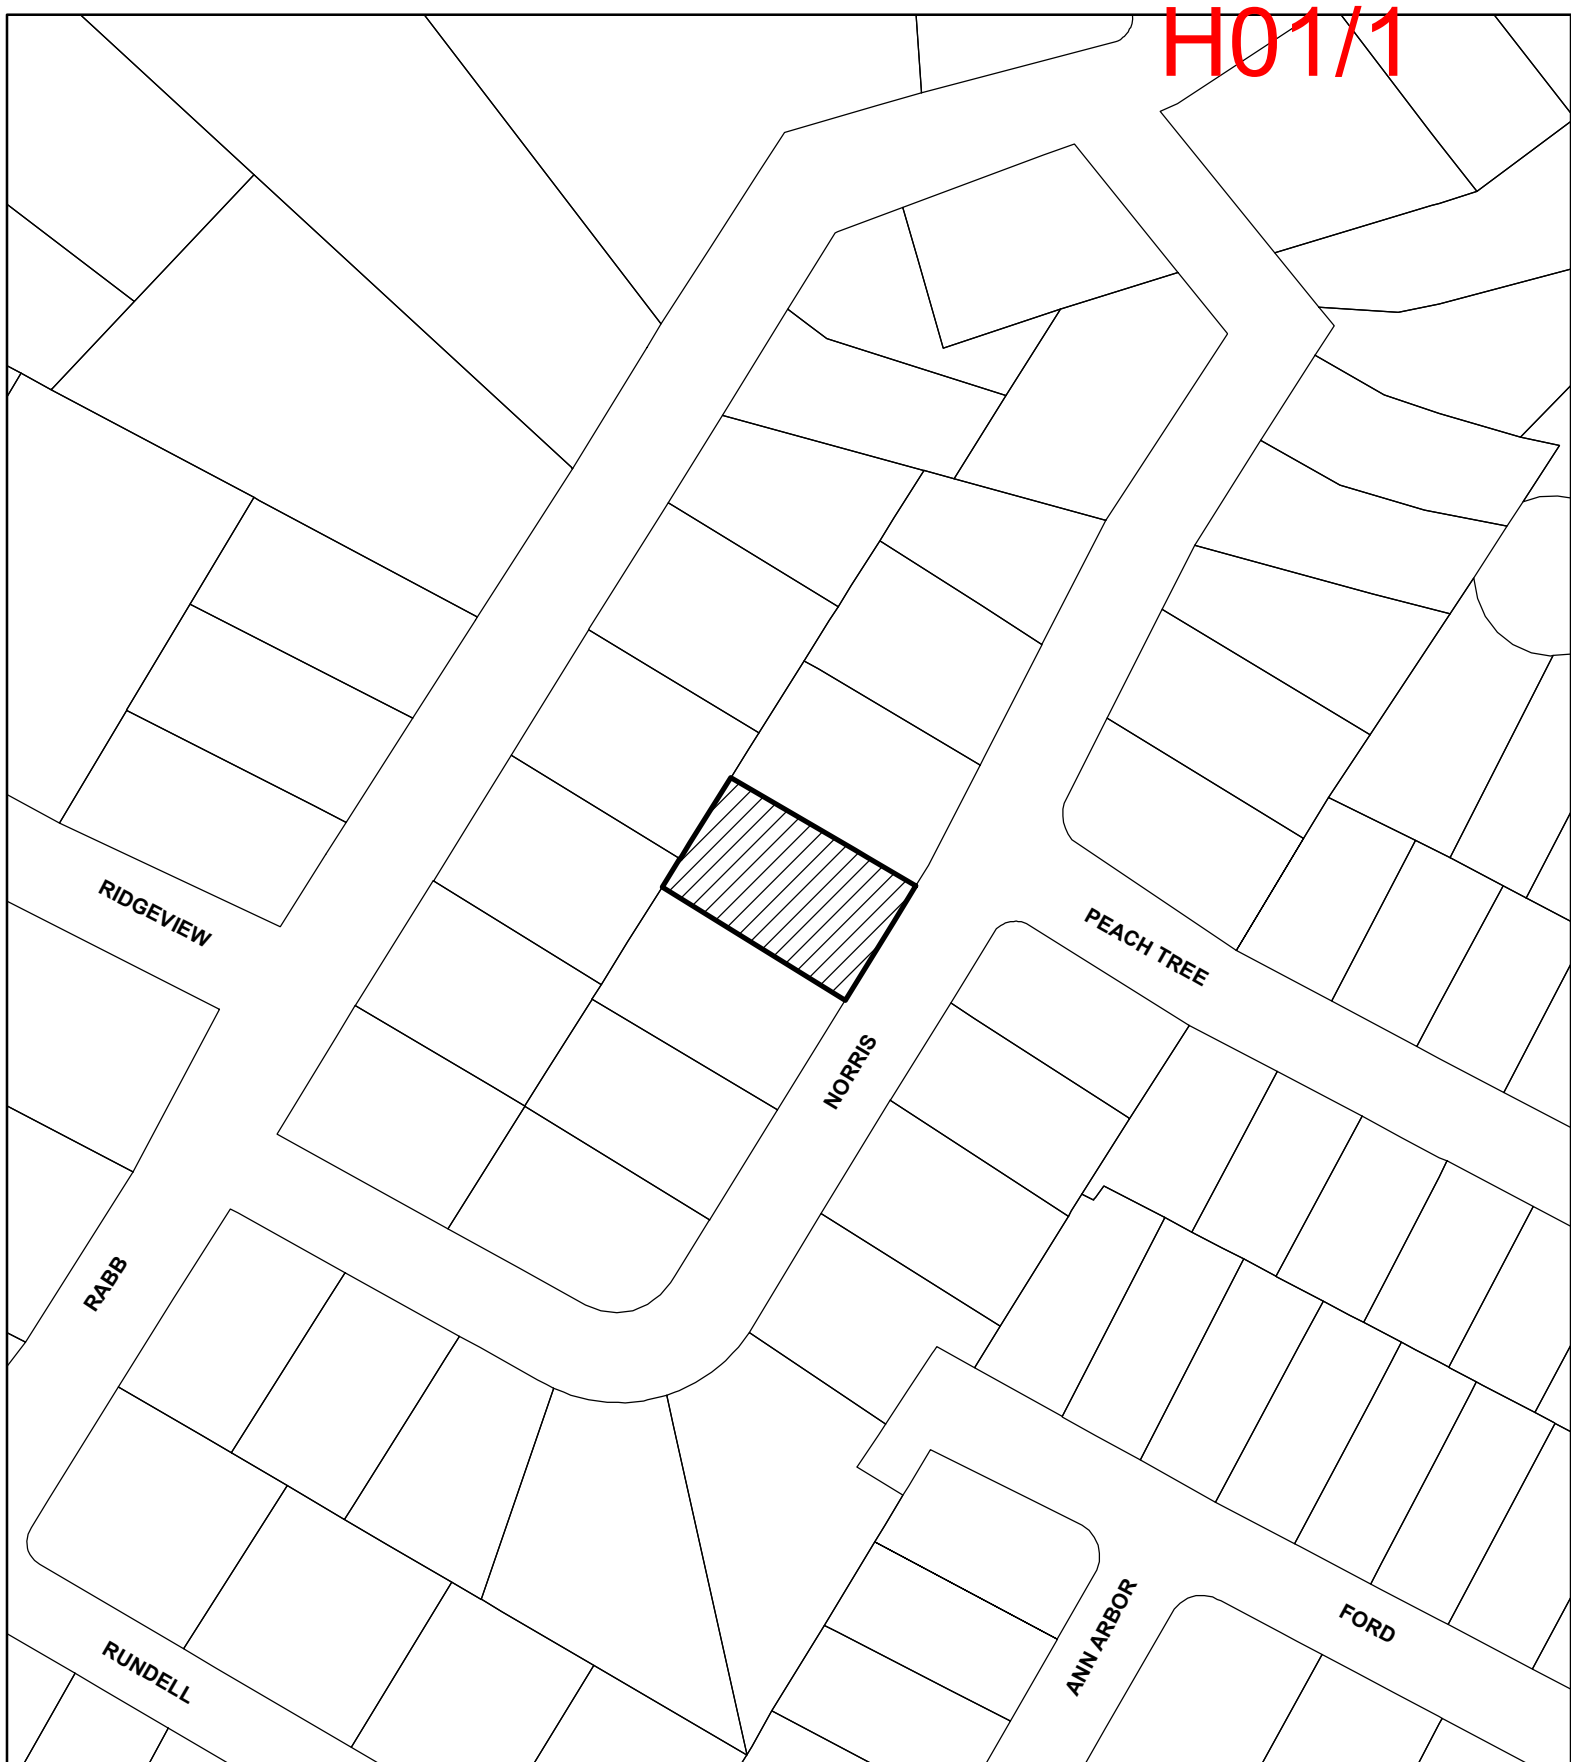 H01/1
RIDGEVIEW
PEACH TREE
NORRIS
RABB
ANN ARBOR
FORD
RUNDELL